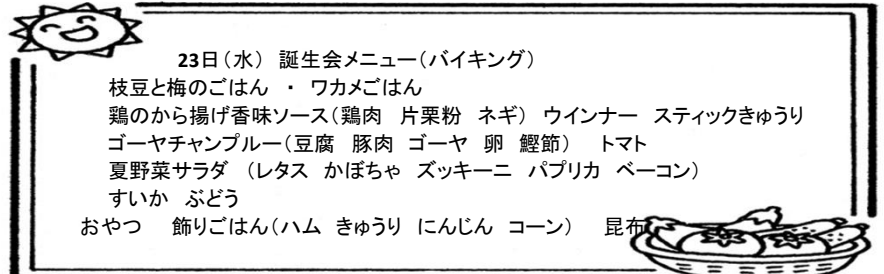 23日（水） 誕生会メニュー（バイキング）
枝豆と梅のごはん ・ ワカメごはん
鶏のから揚げ香味ソース（鶏肉 片栗粉 ネギ） ウインナー スティックきゅうり
ゴーヤチャンプルー（豆腐 豚肉 ゴーヤ 卵 鰹節） トマト
夏野菜サラダ （レタス かぼちゃ ズッキーニ パプリカ ベーコン）
すいか ぶどう
おやつ 飾りごはん（ハム きゅうり にんじん コーン） 昆布